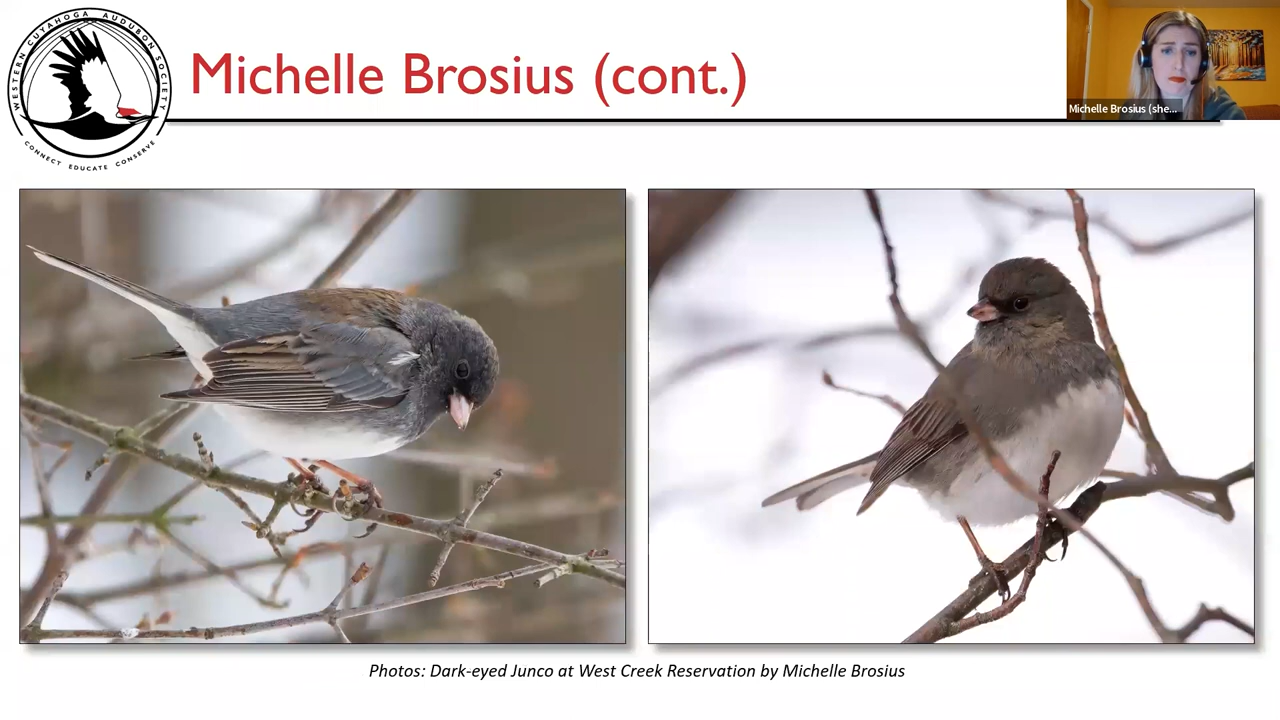 WESTERN CUYAHOGA AUDUBON SOCIETY
CONNECT EDUCATE CONSERVE
Michelle Brosius (cont.)
Michelle Brosius (she...
Photos: Dark-eyed Junco at West Creek Reservation by Michelle Brosius